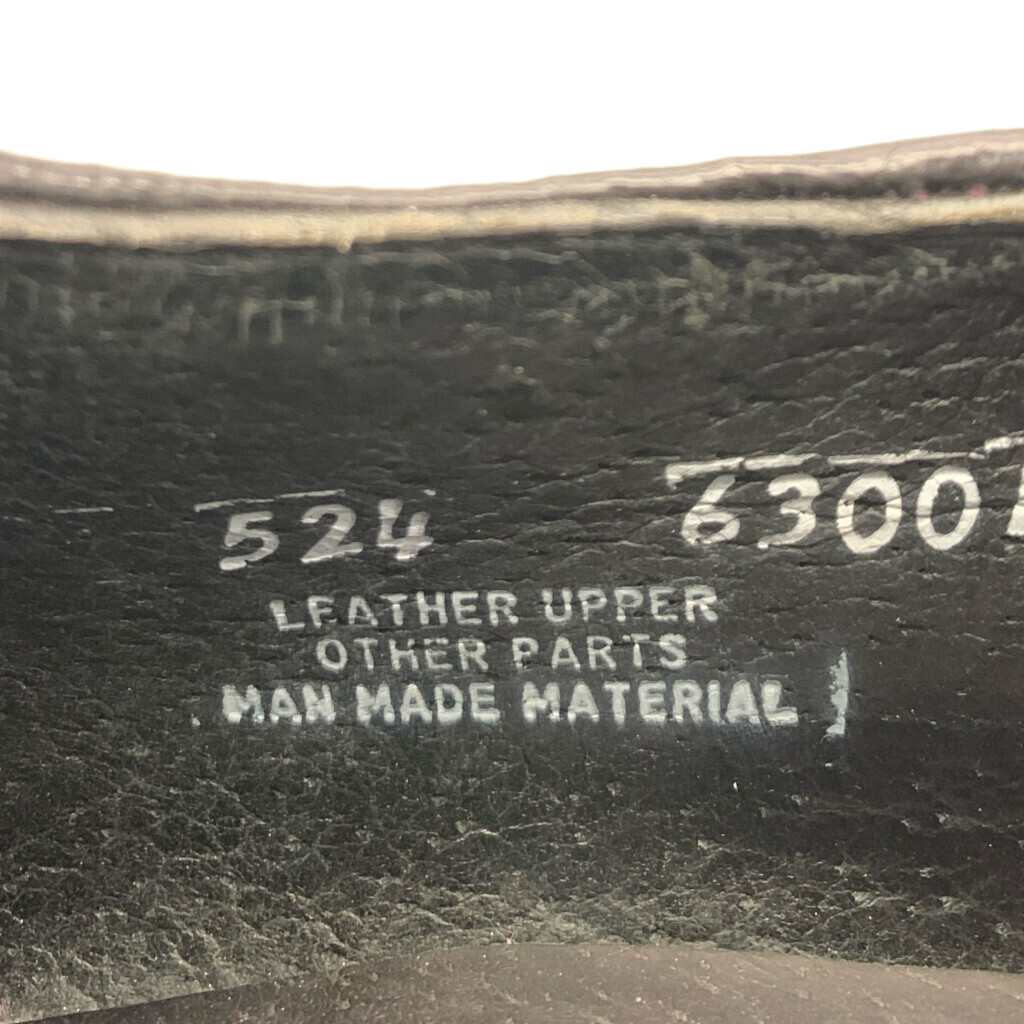 524 6300
LEATHER UPPER
OTHER PARTS
MAN MADE MATERIAL